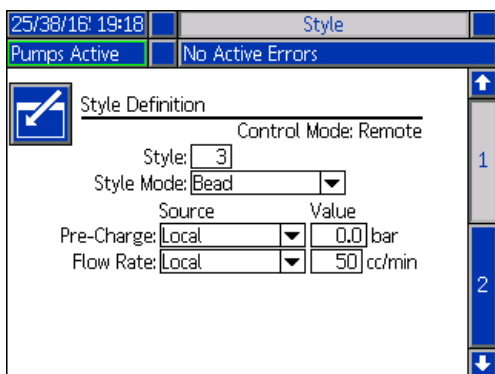 25/38/16' 19:18 Style
Pumps Active No Active Errors
Style Definition
Control Mode: Remote
1
Style: 3
Style Mode: Bead
Source Value
Pre-Charge: Local 0.0 bar
Flow Rate: Local 50 cc/min
2